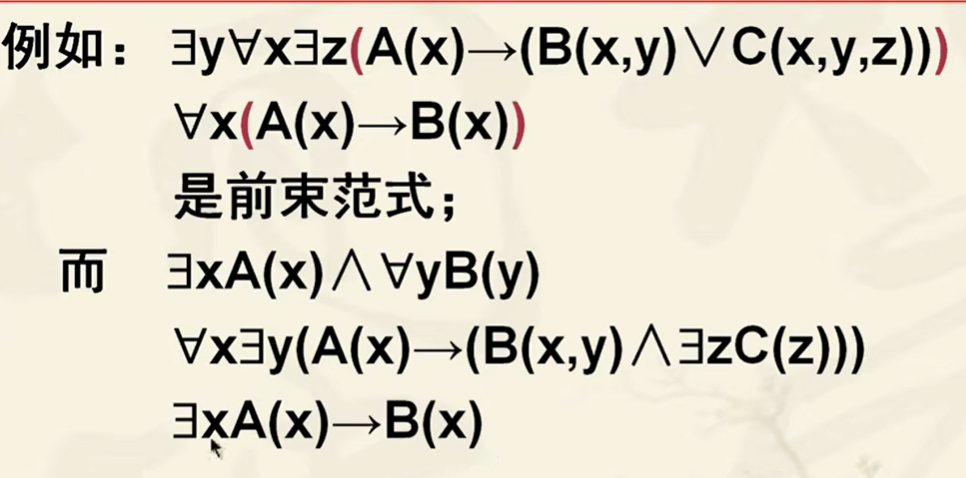 例如： ∃y∀x∃z(A(x)→(B(x,y)∨C(x,y,z)))
∀x(A(x)→B(x))
是前束范式；
而 ∃xA(x)∧∀yB(y)
∀x∃y(A(x)→(B(x,y)∧∃zC(z)))
∃xA(x)→B(x)